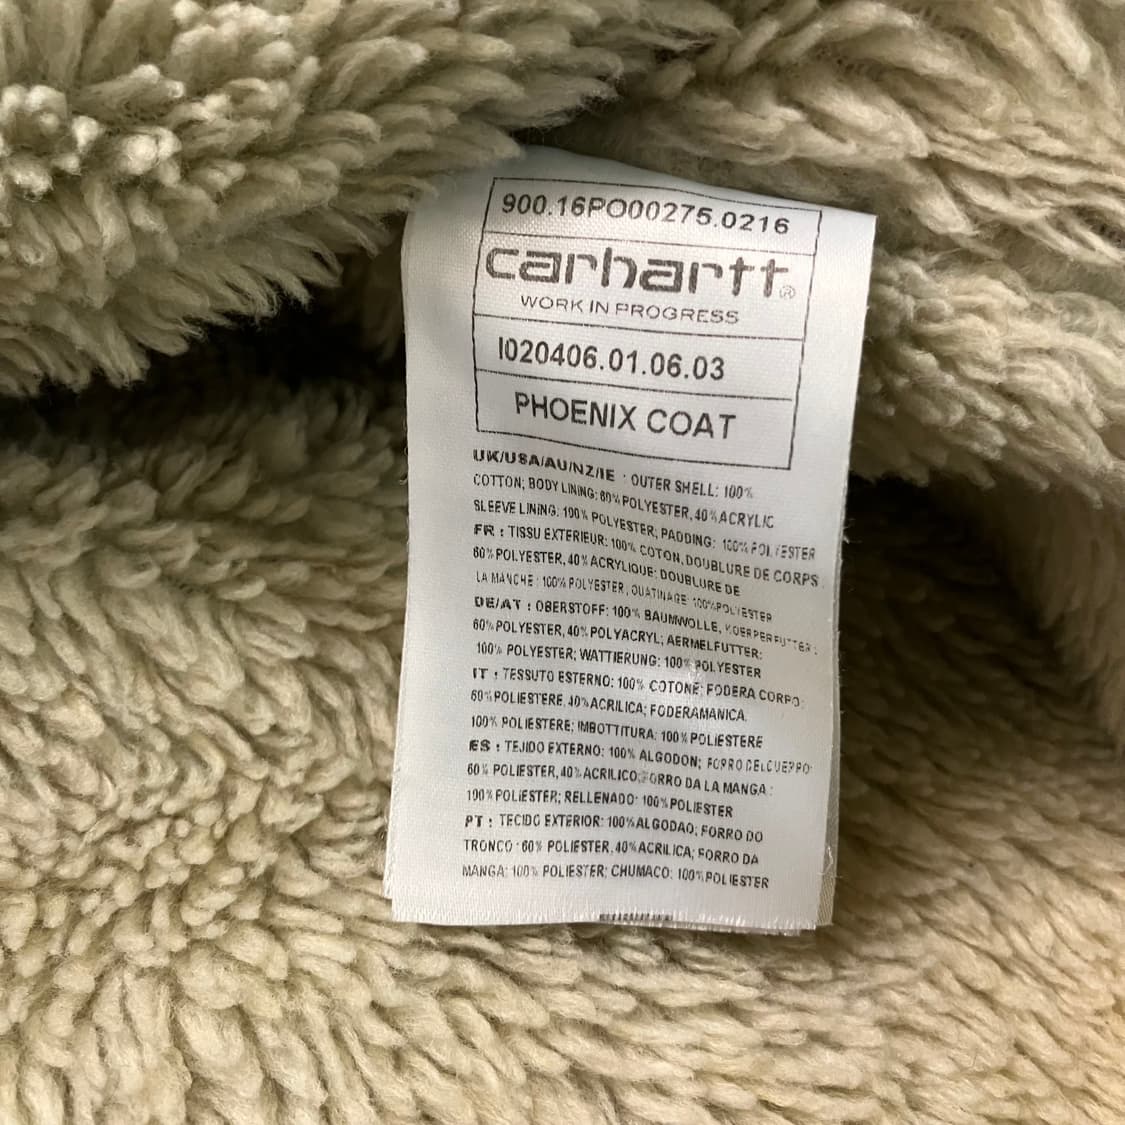 900.16PO00275.0216
carhartt®
WORK IN PROGRESS
I020406.01.06.03
PHOENIX COAT
UK/USA/AU/NZ/IE : OUTER SHELL: 100%
COTTON; BODY LINING: 60% POLYESTER, 40% ACRYLIC
SLEEVE LINING: 100% POLYESTER; PADDING: 100% POLYESTER
FR : TISSU EXTERIEUR: 100% COTON, DOUBLURE DE CORPS :
60% POLYESTER, 40% ACRYLIQUE; DOUBLURE DE
LA MANCHE : 100% POLYESTER, OUATINAGE: 100% POLYESTER
DE/AT : OBERSTOFF: 100% BAUMWOLLE, KOERPERFUTTER :
60% POLYESTER, 40% POLYACRYL; AERMELFUTTER:
100% POLYESTER; WATTIERUNG: 100% POLYESTER
IT : TESSUTO ESTERNO: 100% COTONE; FODERA CORPO:
60% POLIESTERE, 40% ACRILICA; FODERAMANICA.
100% POLIESTERE; IMBOTTITURA: 100% POLIESTERE
ES : TEJIDO EXTERNO: 100% ALGODON; FORRO DEL CUERPO:
60% POLIESTER, 40% ACRILICO; FORRO DA LA MANGA :
100% POLIESTER; RELLENADO: 100% POLIESTER
PT : TECIDO EXTERIOR: 100% ALGODAO; FORRO DO
TRONCO : 60% POLIESTER, 40% ACRILICA; FORRO DA
MANGA: 100% POLIESTER; CHUMACO: 100% POLIESTER